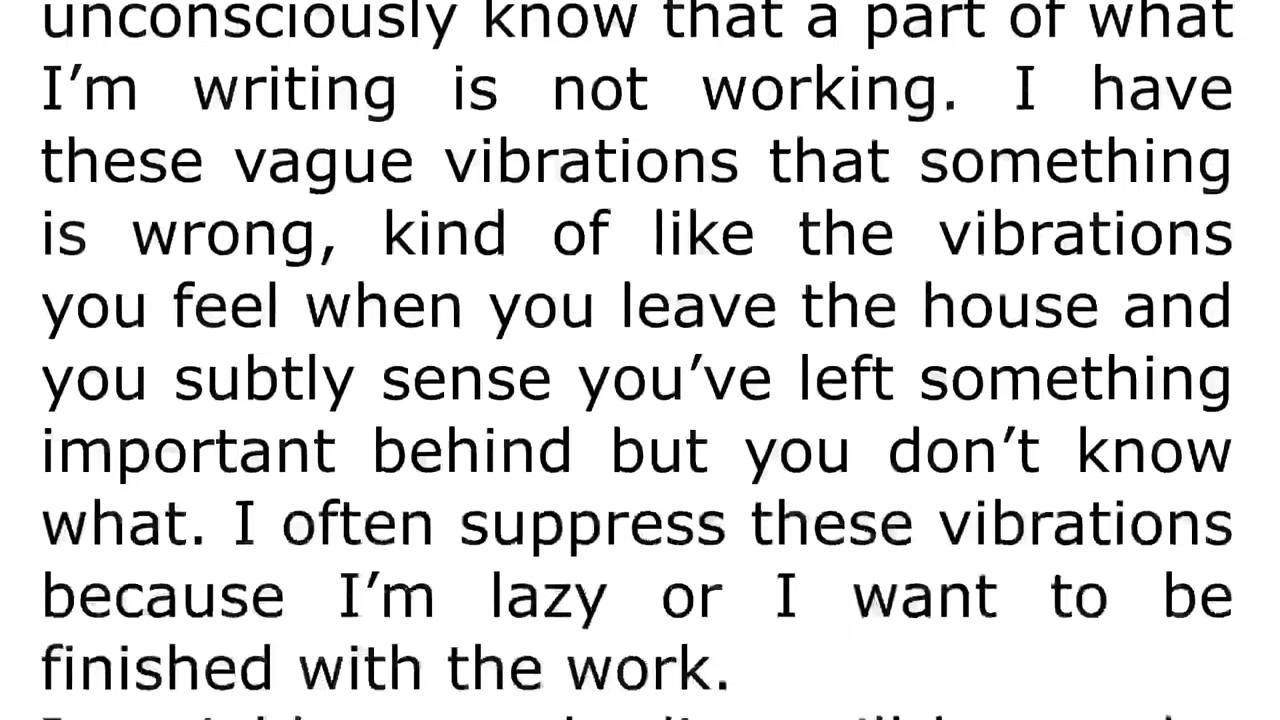 unconsciously know that a part of what
I’m writing is not working. I have
these vague vibrations that something
is wrong, kind of like the vibrations
you feel when you leave the house and
you subtly sense you’ve left something
important behind but you don’t know
what. I often suppress these vibrations
because I’m lazy or I want to be
finished with the work.